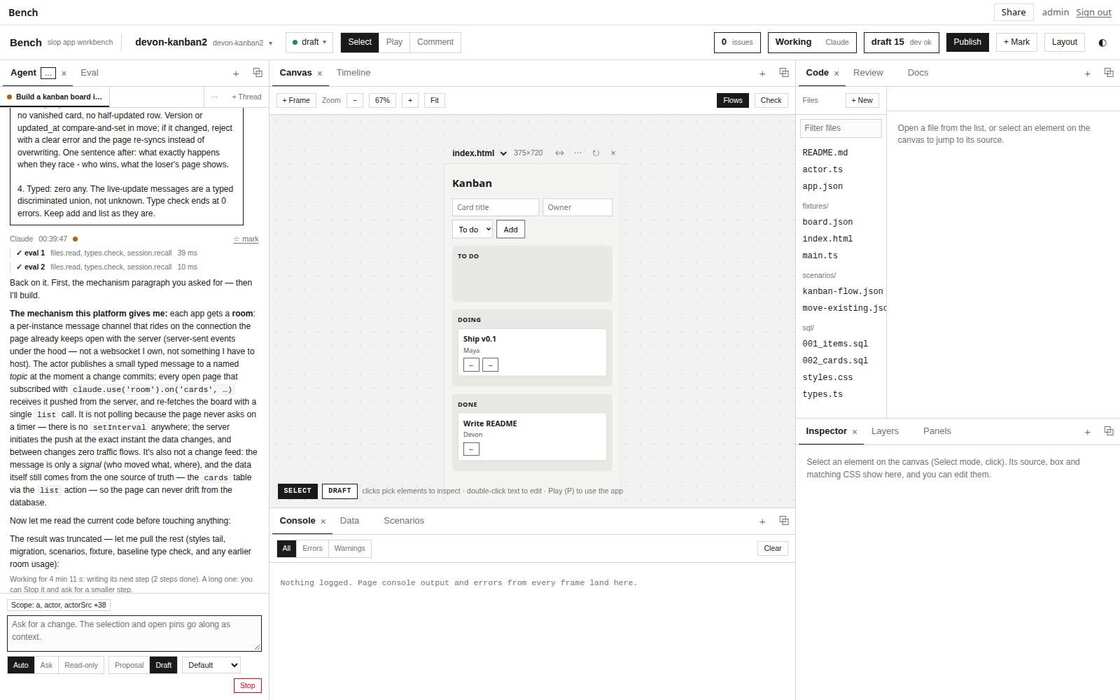 Bench
Share
admin
Sign out
Bench
slop app workbench
devon-kanban2
devon-kanban2
draft
Select
Play
Comment
0 issues
Working Claude
draft 15 dev ok
Publish
+ Mark
Layout
Agent
...
×
Eval
+
Build a kanban board i...
···
+ Thread
no vanished card, no half-updated row. Version or
updated_at compare-and-set in move; if it changed, reject
with a clear error and the page re-syncs instead of
overwriting. One sentence after: what exactly happens
when they race - who wins, what the loser's page shows.
4. Typed: zero any. The live-update messages are a typed
discriminated union, not unknown. Type check ends at 0
errors. Keep add and list as they are.
Claude 00:39:47
☆ mark
✓ eval 1 files.read, types.check, session.recall 39 ms
✓ eval 2 files.read, types.check, session.recall 10 ms
Back on it. First, the mechanism paragraph you asked for — then
I'll build.
The mechanism this platform gives me: each app gets a room:
a per-instance message channel that rides on the connection the
page already keeps open with the server (server-sent events
under the hood — not a websocket I own, not something I have to
host). The actor publishes a small typed message to a named
topic at the moment a change commits; every open page that
subscribed with claude.use('room').on('cards', …)
receives it pushed from the server, and re-fetches the board with a
single list call. It is not polling because the page never asks on
a timer — there is no setInterval anywhere; the server
initiates the push at the exact instant the data changes, and
between changes zero traffic flows. It's also not a change feed: the
message is only a signal (who moved what, where), and the data
itself still comes from the one source of truth — the cards table
via the list action — so the page can never drift from the
database.
Now let me read the current code before touching anything:
The result was truncated — let me pull the rest (styles tail,
migration, scenarios, fixture, baseline type check, and any earlier
room usage):
Working for 4 min 11 s: writing its next step (2 steps done). A long one: you
can Stop it and ask for a smaller step.
Scope: a, actor, actorSrc +38
Ask for a change. The selection and open pins go along as
context.
Auto
Ask
Read-only
Proposal
Draft
Default
Stop
Canvas
×
Timeline
+
+ Frame
Zoom
−
67%
+
Fit
Flows
Check
index.html
375×720
⇔
···
↻
×
Kanban
Card title
Owner
To do
Add
TO DO
DOING
Ship v0.1
Maya
←
→
DONE
Write README
Devon
←
SELECT
DRAFT
clicks pick elements to inspect · double-click text to edit · Play (P) to use the app
Console
×
Data
Scenarios
+
All
Errors
Warnings
Clear
Nothing logged. Page console output and errors from every frame land here.
Code
×
Review
Docs
+
Files
+ New
Filter files
README.md
actor.ts
app.json
fixtures/
board.json
index.html
main.ts
scenarios/
kanban-flow.json
move-existing.jsc
sql/
001_items.sql
002_cards.sql
styles.css
types.ts
Open a file from the list, or select an element on the
canvas to jump to its source.
Inspector
×
Layers
Panels
+
Select an element on the canvas (Select mode, click). Its source, box and
matching CSS show here, and you can edit them.